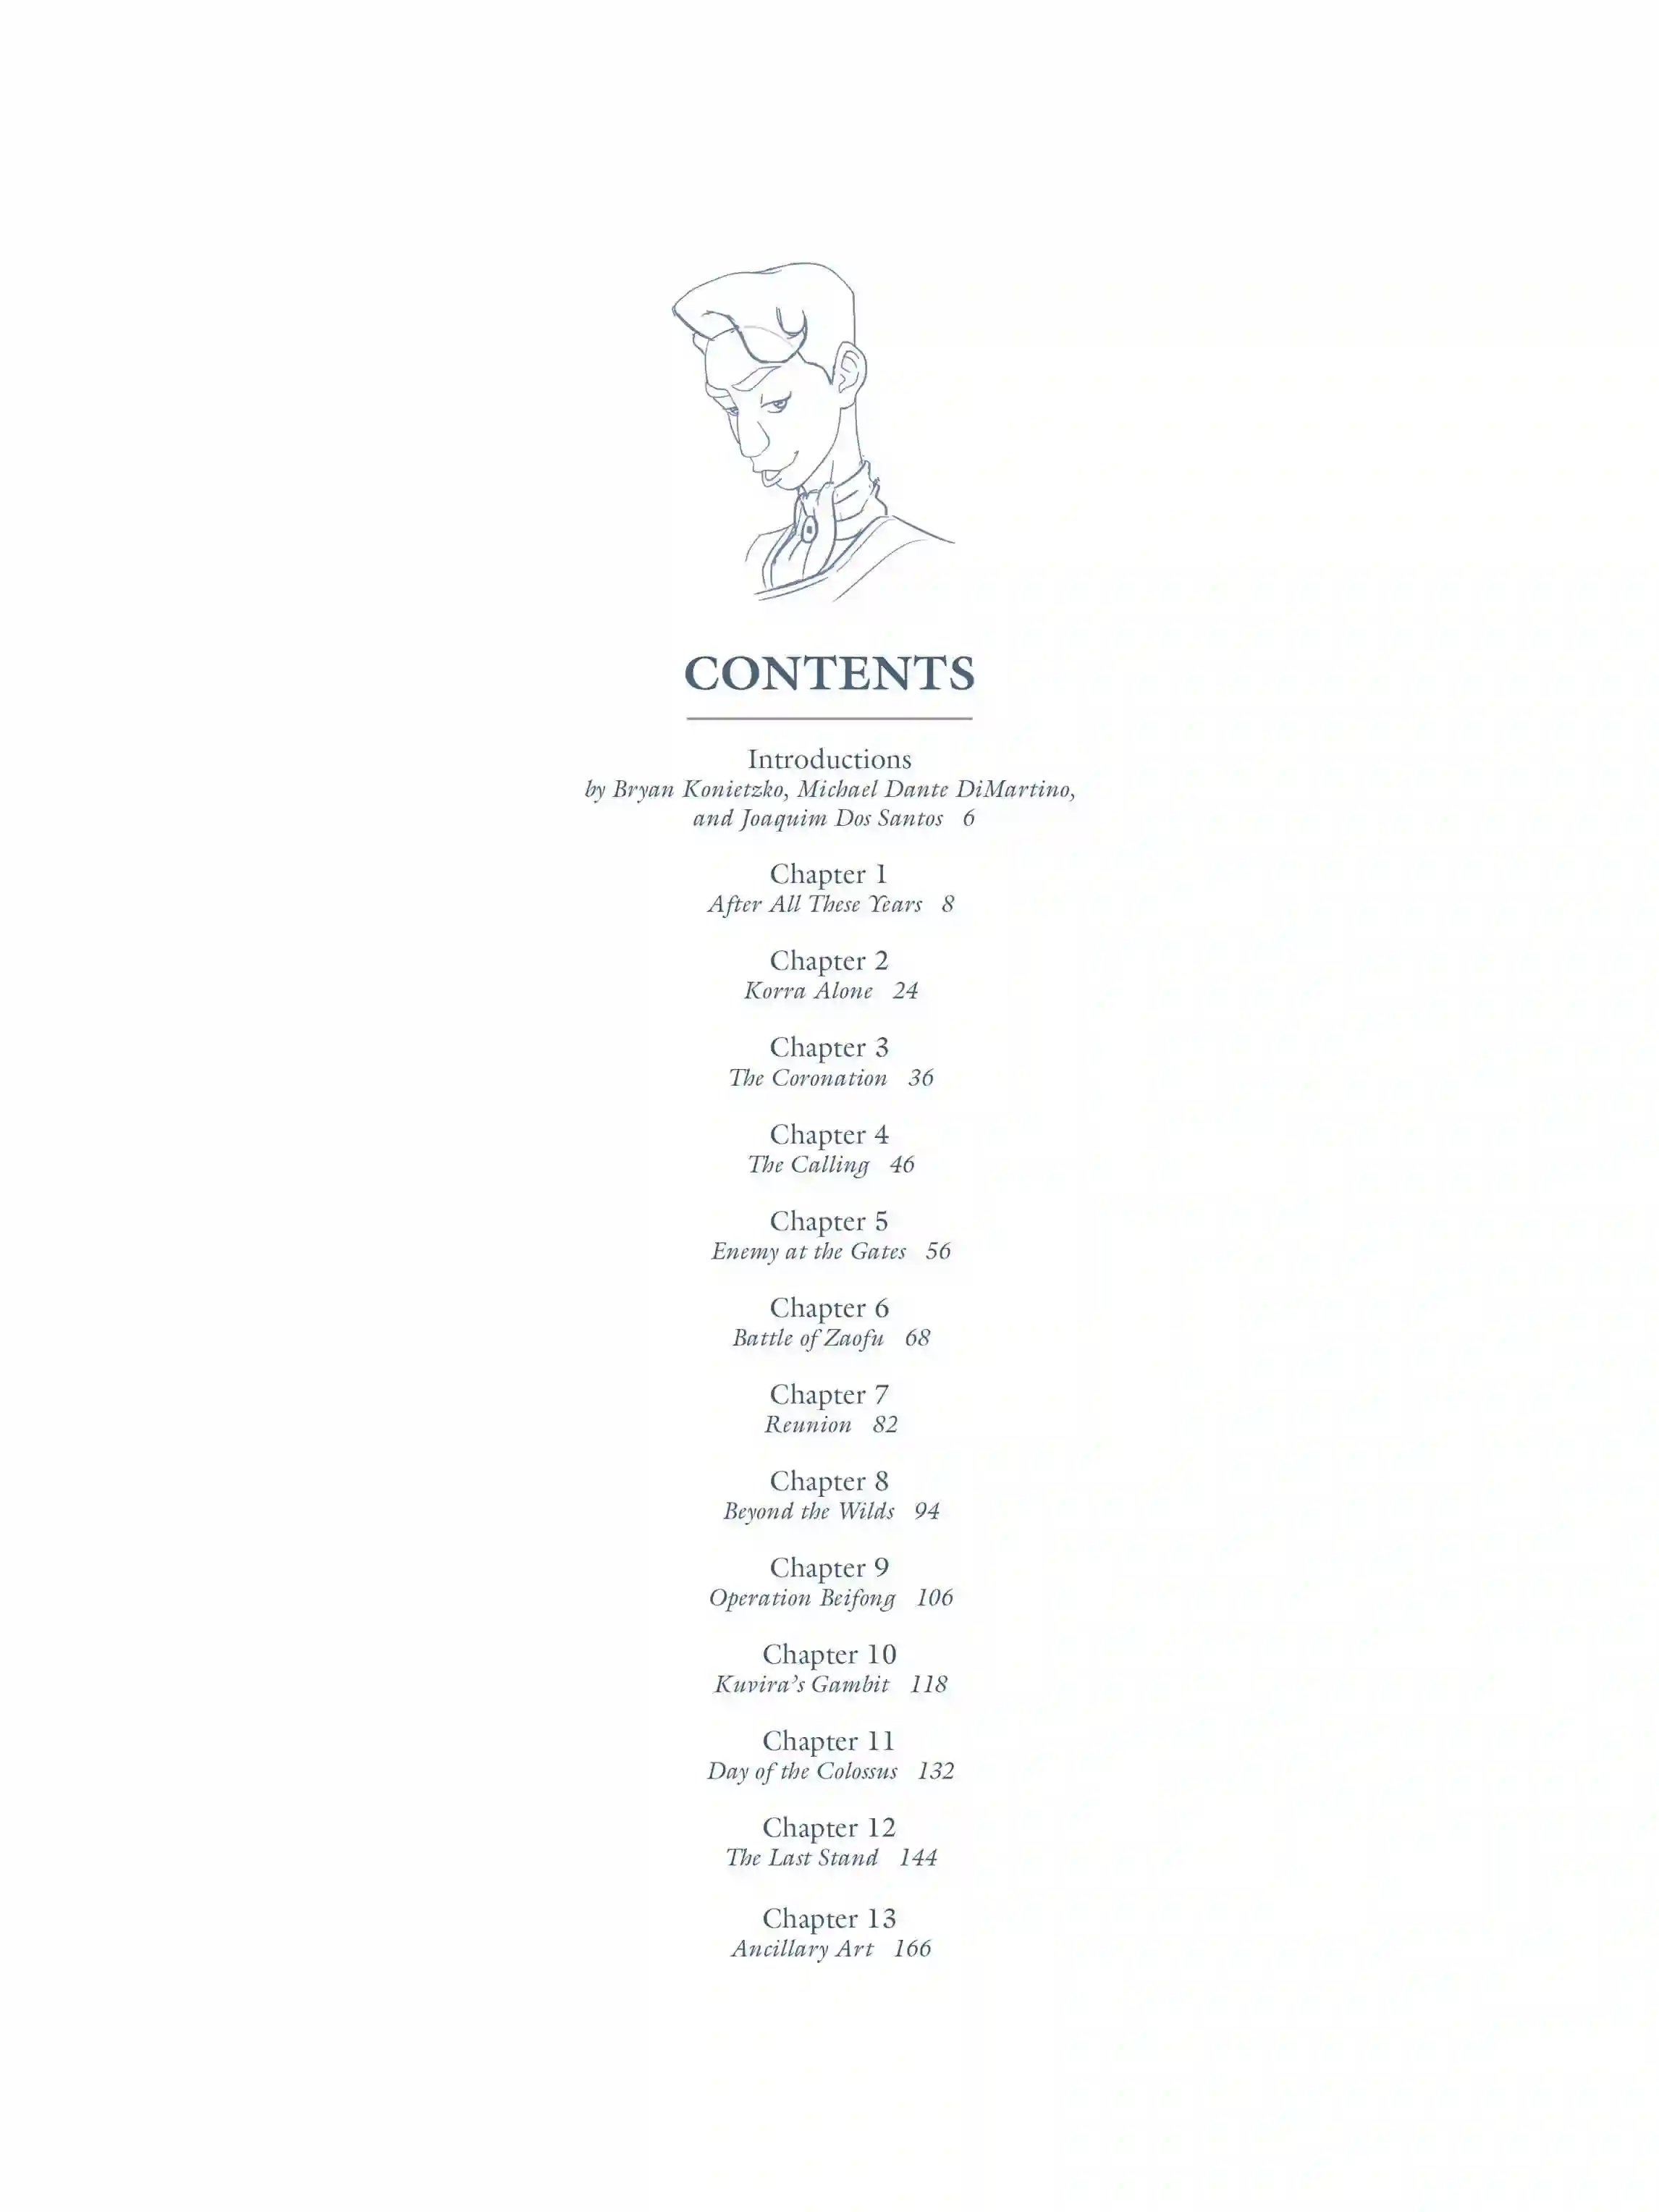 CONTENTS
Introductions
by Bryan Konietzko, Michael Dante DiMartino,
and Joaquim Dos Santos 6
Chapter 1
After All These Years 8
Chapter 2
Korra Alone 24
Chapter 3
The Coronation 36
Chapter 4
The Calling 46
Chapter 5
Enemy at the Gates 56
Chapter 6
Battle of Zaofu 68
Chapter 7
Reunion 82
Chapter 8
Beyond the Wilds 94
Chapter 9
Operation Beifong 106
Chapter 10
Kuvira’s Gambit 118
Chapter 11
Day of the Colossus 132
Chapter 12
The Last Stand 144
Chapter 13
Ancillary Art 166